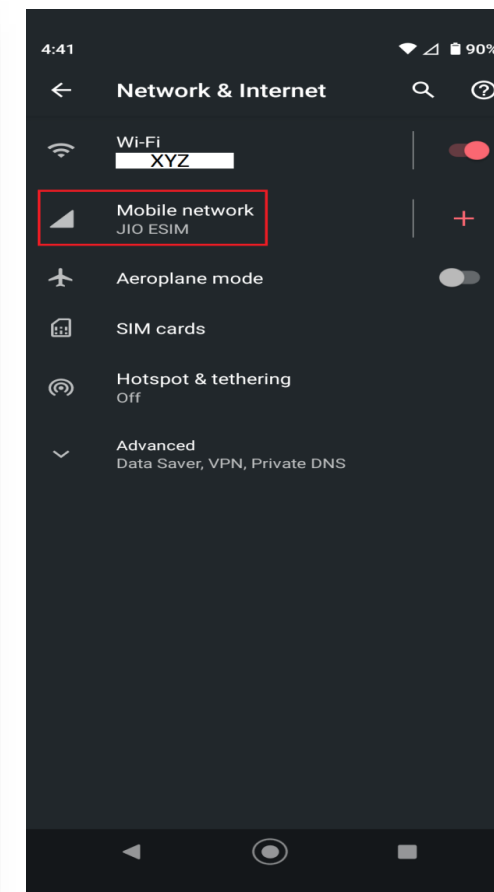 4:41
90%
Network & Internet
Wi-Fi
XYZ
Mobile network
JIO ESIM
Aeroplane mode
SIM cards
Hotspot & tethering
Off
Advanced
Data Saver, VPN, Private DNS